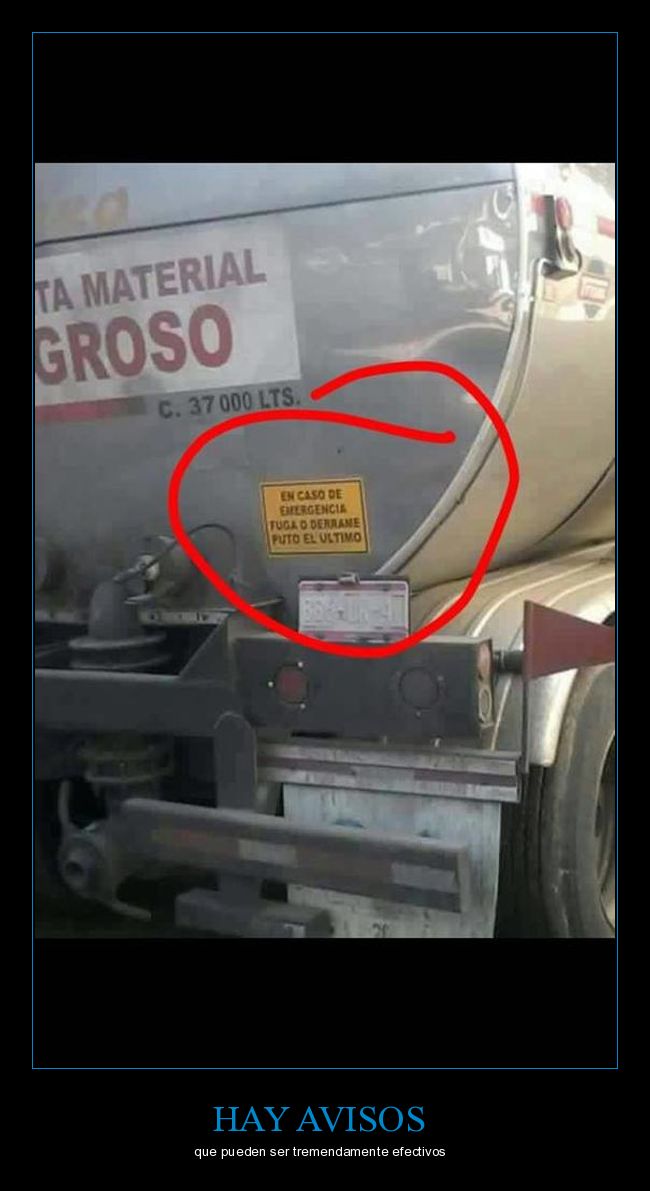 TA MATERIAL
GROSO
C. 37 000 LTS.
EN CASO DE
EMERGENCIA
FUGA O DERRAME
PUTO EL ULTIMO
HAY AVISOS
que pueden ser tremendamente efectivos